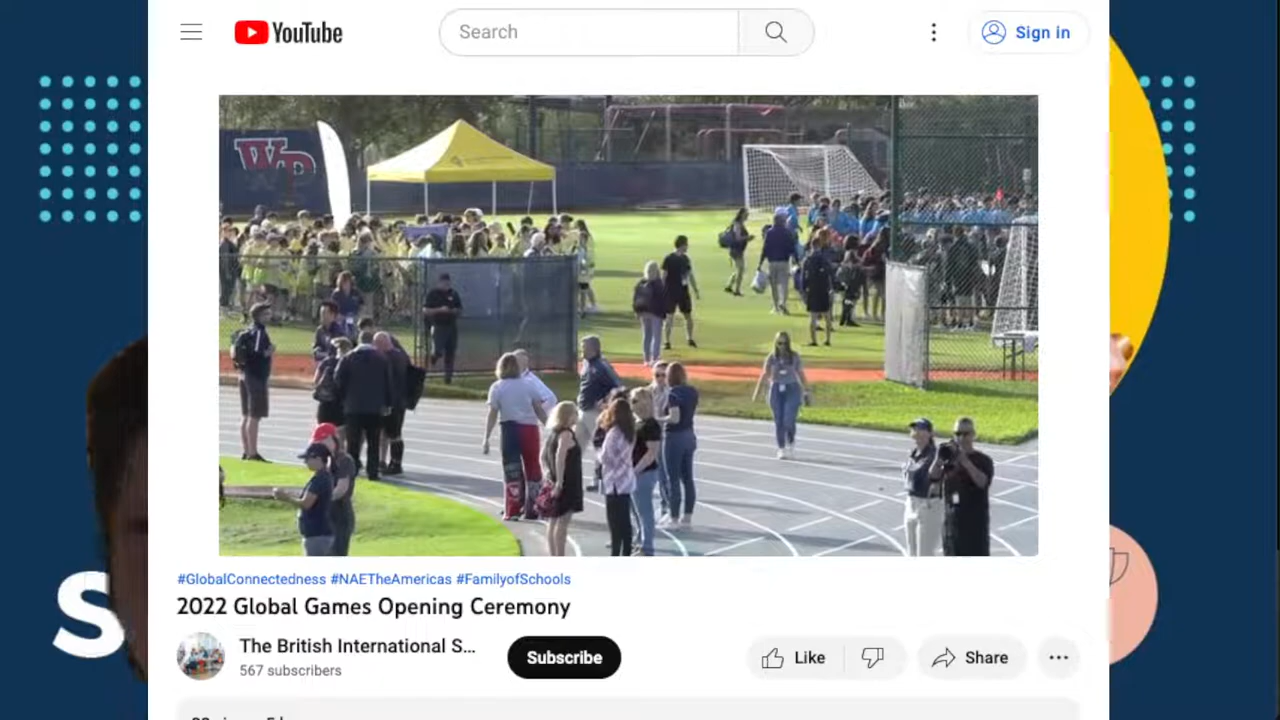 YouTube
Search
Sign in
WP
#GlobalConnectedness #NAETheAmericas #FamilyofSchools
2022 Global Games Opening Ceremony
The British International S...
567 subscribers
Subscribe
Like
Share
S